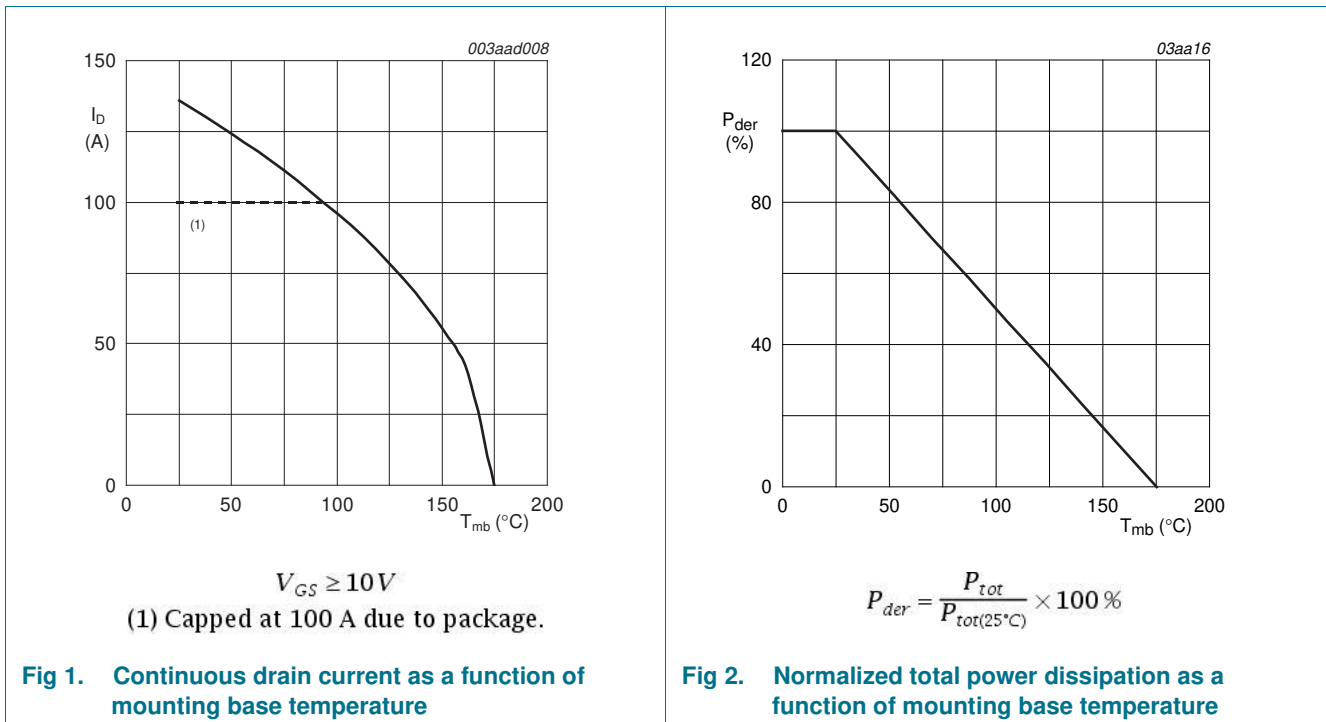 003aad008
150
I_D
(A)
100
(1)
50
0
0 50 100 150 200
T_mb (°C)
V_GS ≥ 10 V
(1) Capped at 100 A due to package.
Fig 1. Continuous drain current as a function of
mounting base temperature
03aa16
120
P_der
(%)
80
40
0
0 50 100 150 200
T_mb (°C)
P_der = P_tot / P_tot(25°C) × 100 %
Fig 2. Normalized total power dissipation as a
function of mounting base temperature